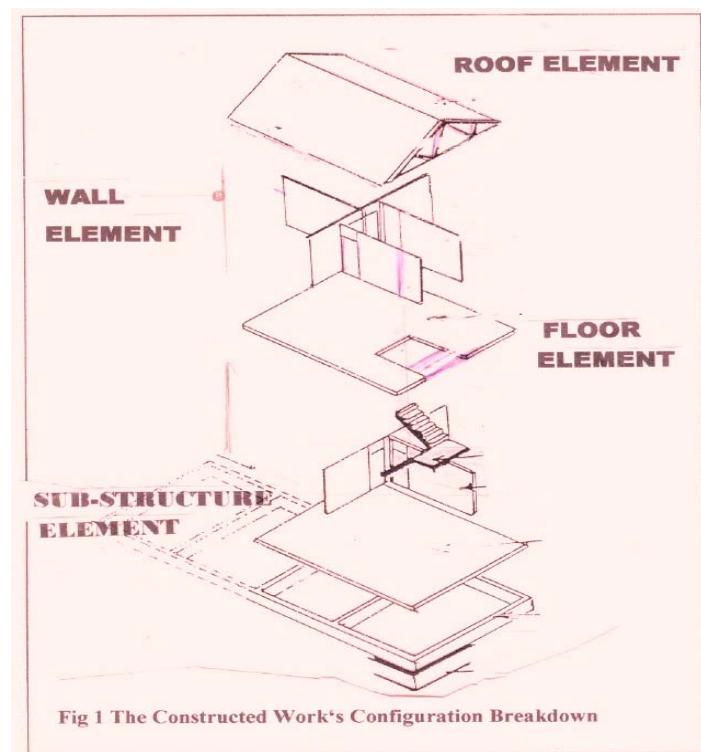 ROOF ELEMENT
WALL
ELEMENT
FLOOR
ELEMENT
SUB-STRUCTURE
ELEMENT
Fig 1 The Constructed Work‘s Configuration Breakdown